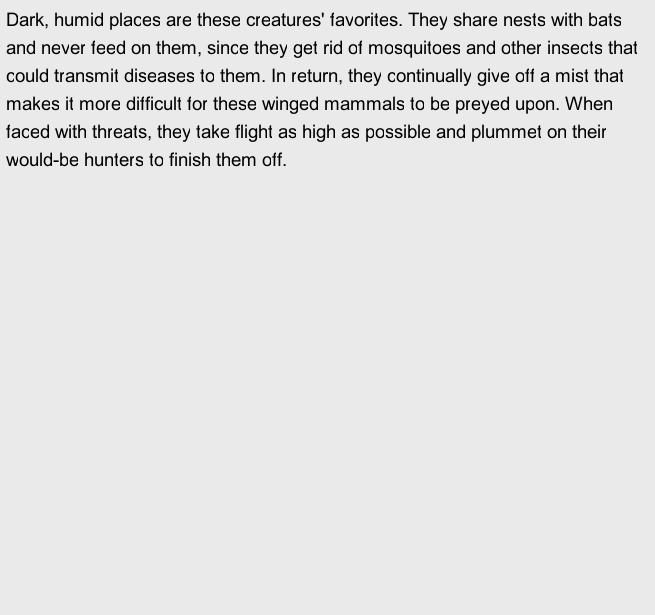 Dark, humid places are these creatures' favorites. They share nests with bats
and never feed on them, since they get rid of mosquitoes and other insects that
could transmit diseases to them. In return, they continually give off a mist that
makes it more difficult for these winged mammals to be preyed upon. When
faced with threats, they take flight as high as possible and plummet on their
would-be hunters to finish them off.